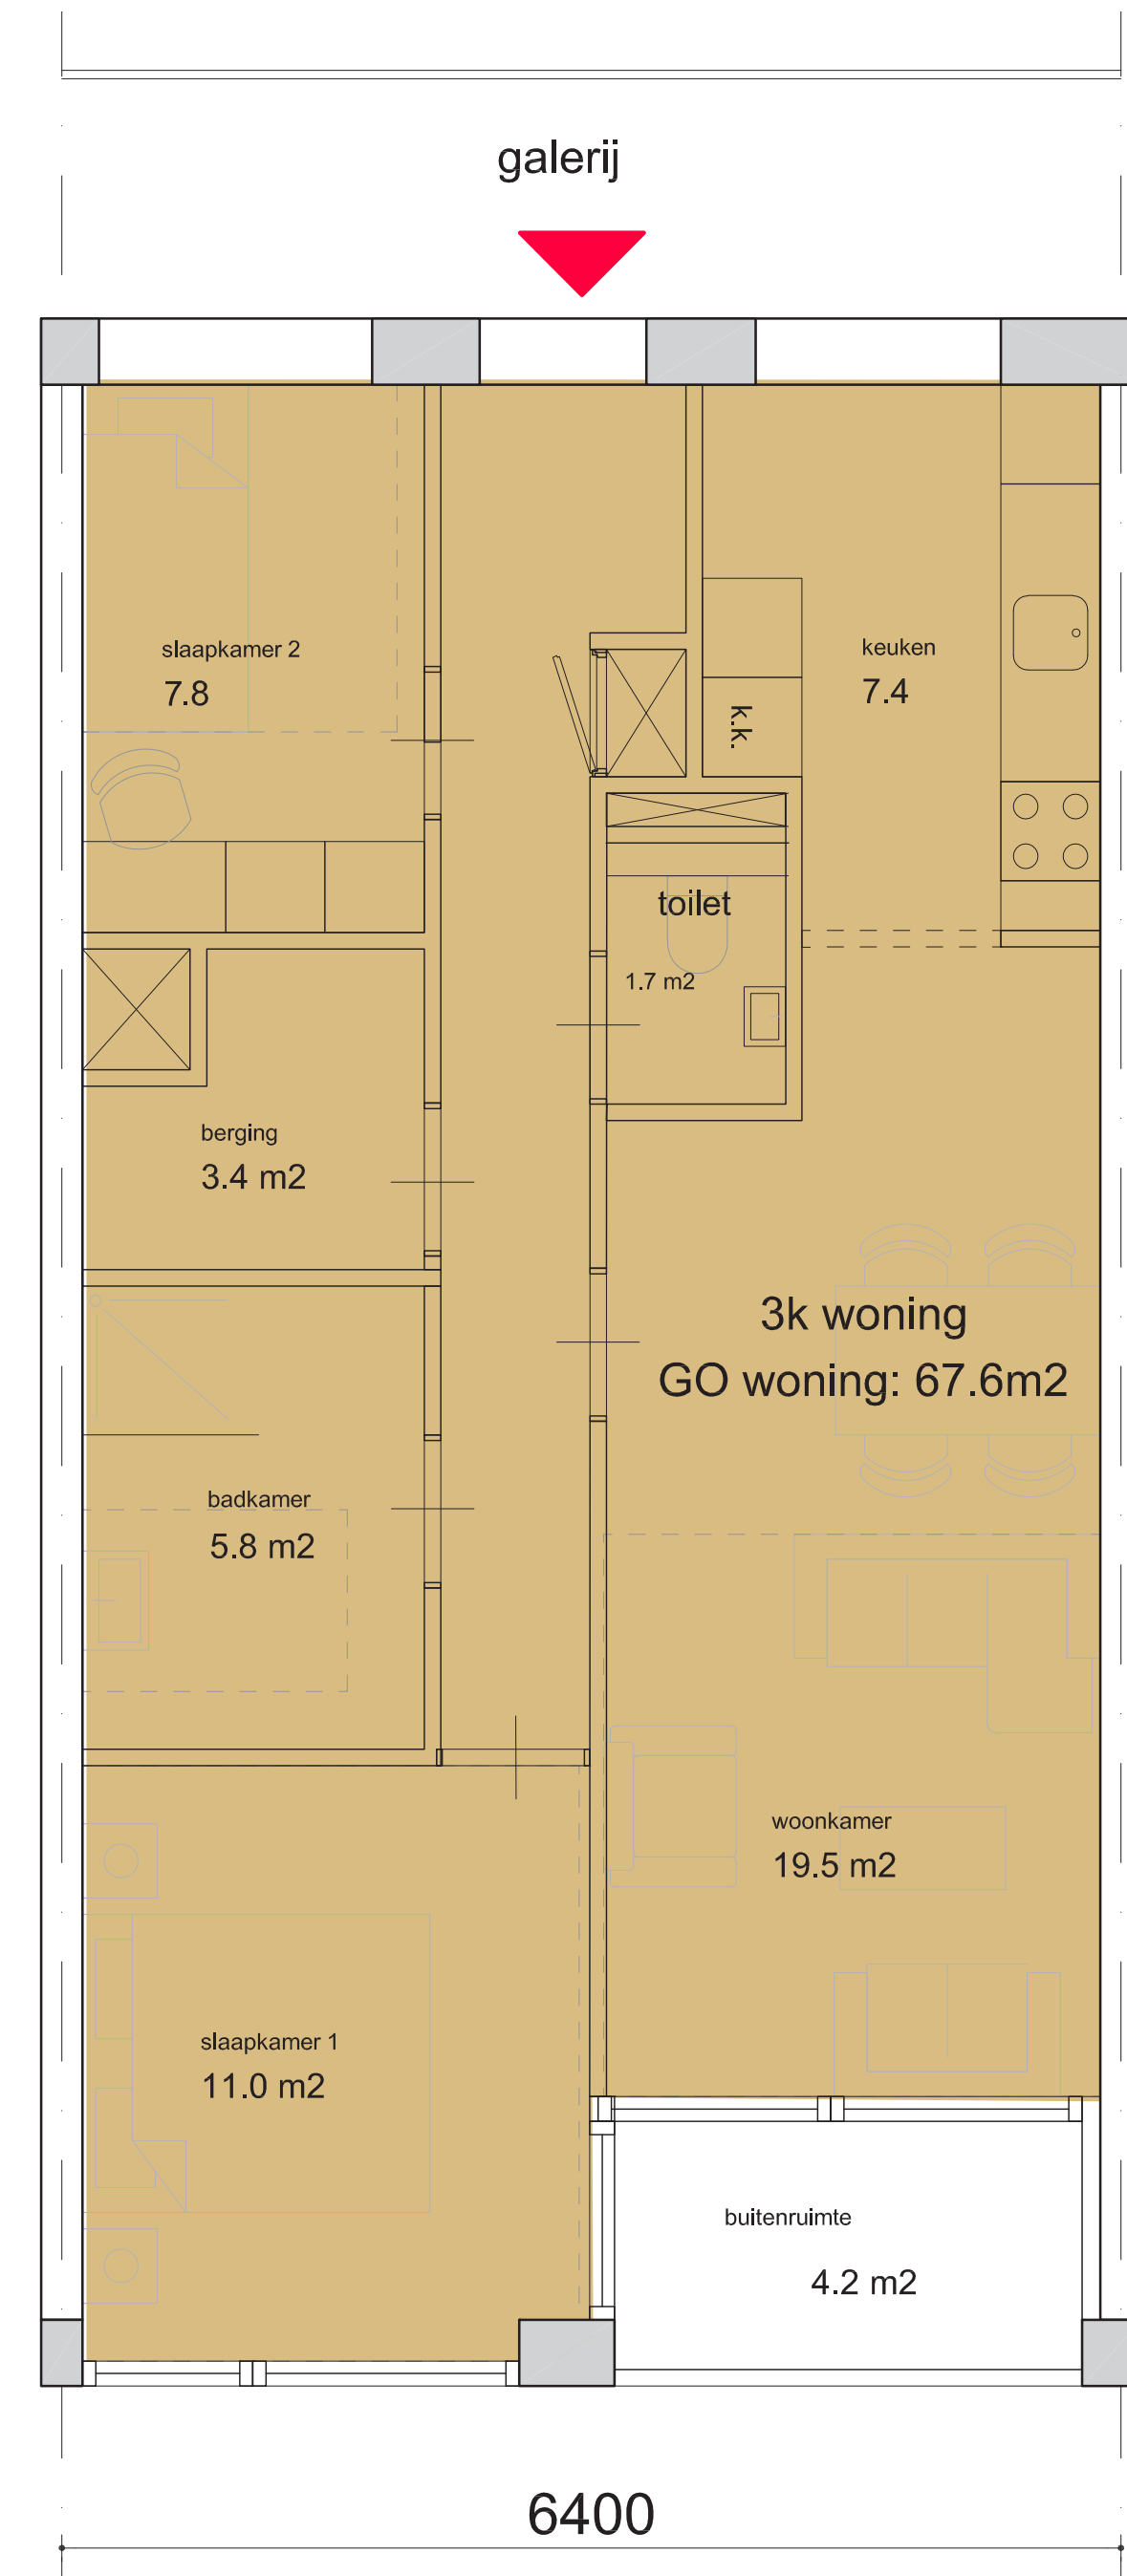 galerij
slaapkamer 2
7.8
keuken
7.4
k.k.
toilet
1.7 m2
berging
3.4 m2
3k woning
GO woning: 67.6m2
badkamer
5.8 m2
woonkamer
19.5 m2
slaapkamer 1
11.0 m2
buitenruimte
4.2 m2
6400